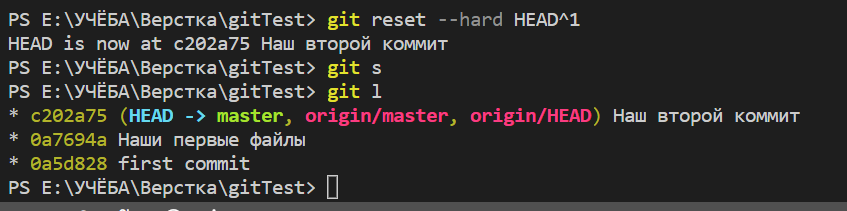 PS E:\УЧЁБА\Верстка\gitTest> git reset --hard HEAD^1
HEAD is now at c202a75 Наш второй коммит
PS E:\УЧЁБА\Верстка\gitTest> git s
PS E:\УЧЁБА\Верстка\gitTest> git l
* c202a75 (HEAD -> master, origin/master, origin/HEAD) Наш второй коммит
* 0a7694a Наши первые файлы
* 0a5d828 first commit
PS E:\УЧЁБА\Верстка\gitTest>